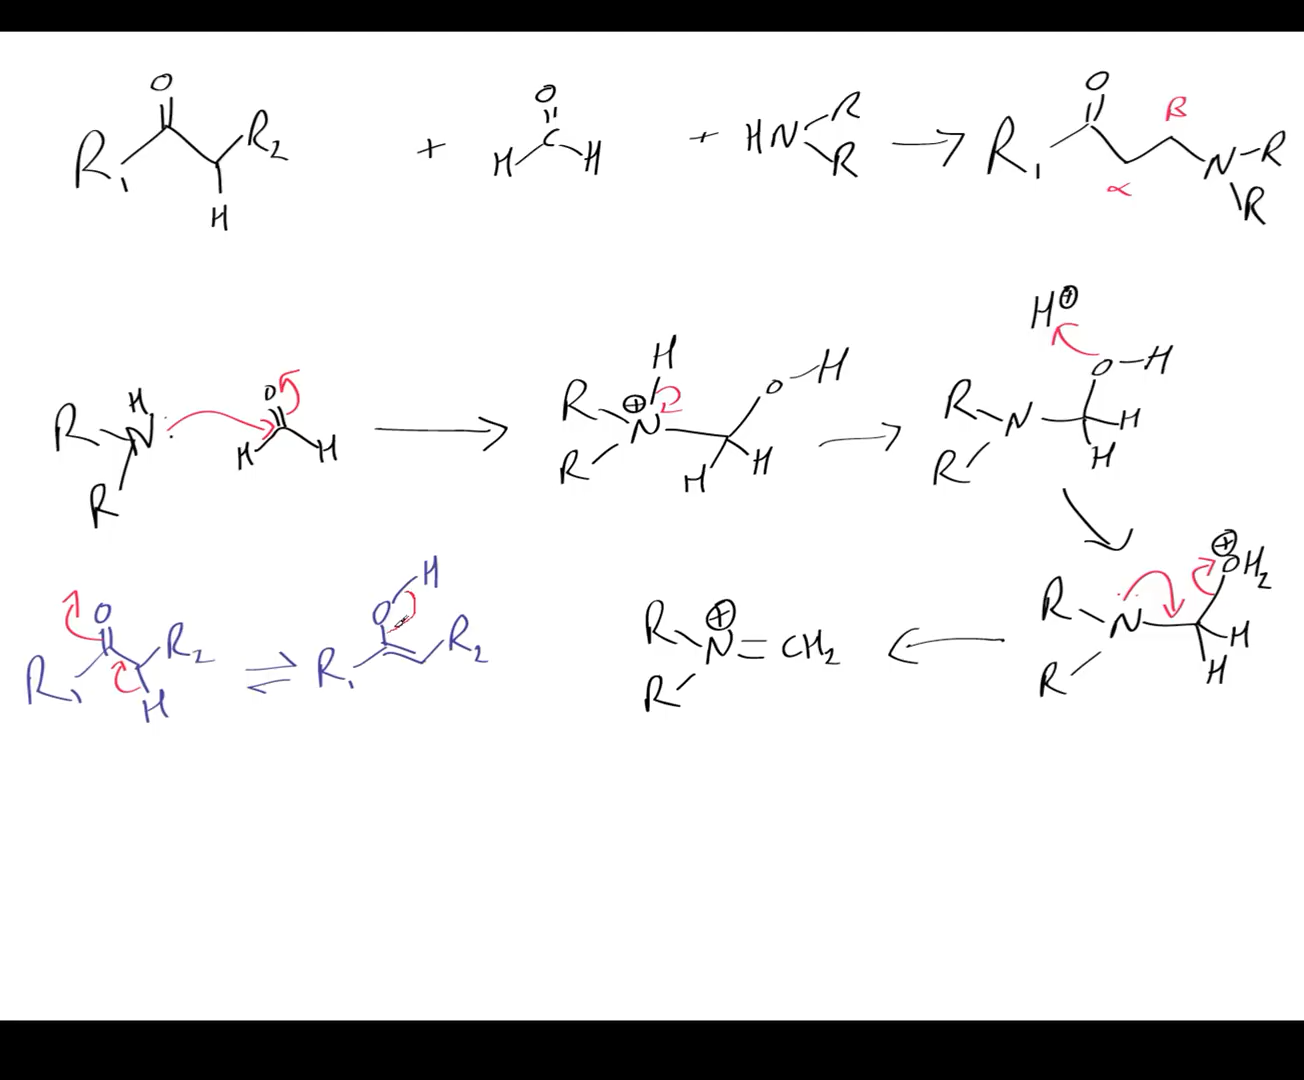 O
R1 R2 H + H C O H + HN R R → R1 O α β N R R
R N H : R O H H → R R N ⊕ H H H O-H → R R N O-H H H H⊕
R1 O R2 H ⇌ R1 O H R2
R R N ⊕ = CH2 ← R R N ⊕ OH2 H H